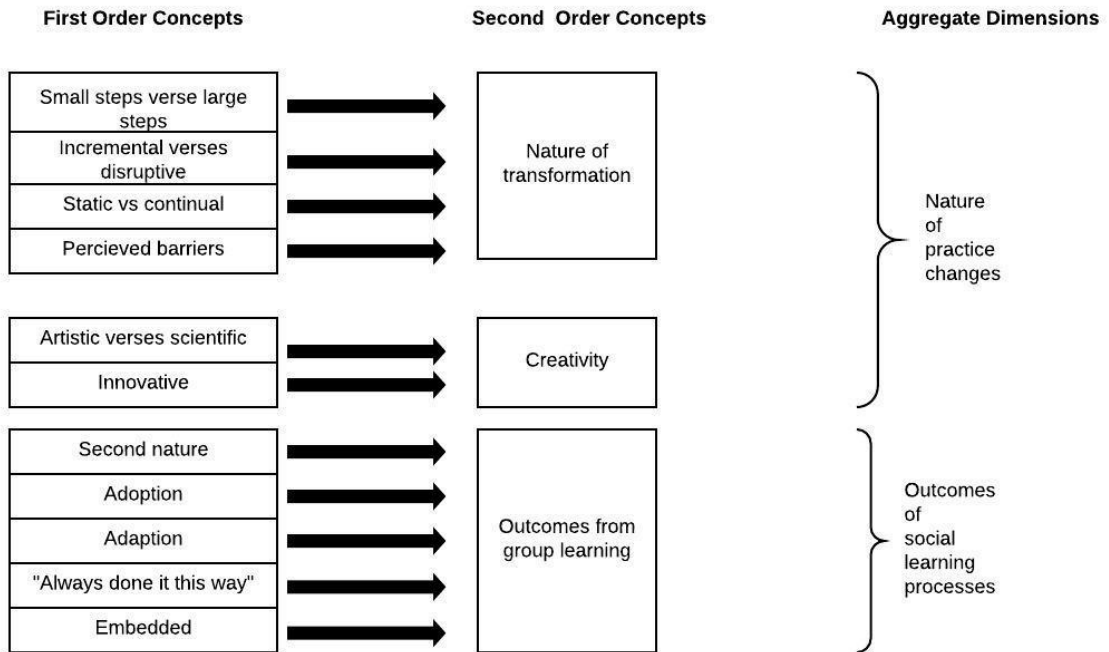 First Order Concepts
Second Order Concepts
Aggregate Dimensions
Small steps verse large
steps
Incremental verses
disruptive
Static vs continual
Percieved barriers
Nature of
transformation
Nature
of
practice
changes
Artistic verses scientific
Innovative
Creativity
Second nature
Adoption
Adaption
"Always done it this way"
Embedded
Outcomes from
group learning
Outcomes
of
social
learning
processes